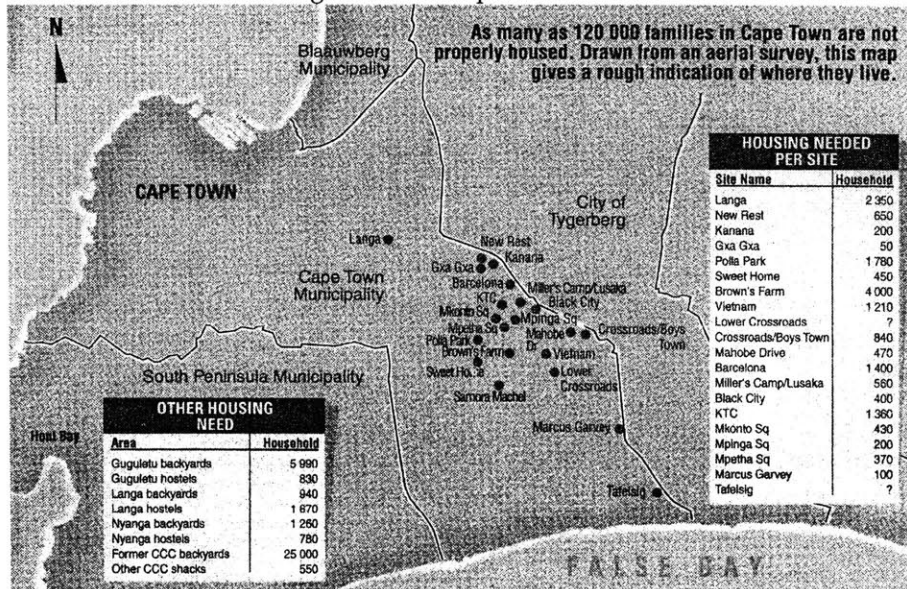 N
As many as 120 000 families in Cape Town are not
properly housed. Drawn from an aerial survey, this map
gives a rough indication of where they live.
Blaauwberg
Municipality
CAPE TOWN
City of
Tygerberg
Langa
New Rest
Kanana
Gxa Gxa
Cape Town
Municipality
Barcelona
Miller's Camp/Lusaka
KTC
Black City
Mkonto Sq
Mpinga Sq
Mpetha Sq
Mahobe
Dr
Crossroads/Boys
Town
Polla Park
Brown's Farm
Vietnam
South Peninsula Municipality
Sweet
Lower
Crossroads
Samora Machel
Marcus Garvey
Tafelsig
Hout Bay
FALSE BAY
HOUSING NEEDED
PER SITE
Site Name Household
Langa 2 350
New Rest 650
Kanana 200
Gxa Gxa 50
Polla Park 1 780
Sweet Home 450
Brown's Farm 4 000
Vietnam 1 210
Lower Crossroads ?
Crossroads/Boys Town 840
Mahobe Drive 470
Barcelona 1 400
Miller's Camp/Lusaka 560
Black City 400
KTC 1 360
Mkonto Sq 430
Mpinga Sq 200
Mpetha Sq 370
Marcus Garvey 100
Tafelsig ?
OTHER HOUSING
NEED
Area Household
Guguletu backyards 5 990
Guguletu hostels 830
Langa backyards 940
Langa hostels 1 670
Nyanga backyards 1 260
Nyanga hostels 780
Former CCC backyards 25 000
Other CCC shacks 550